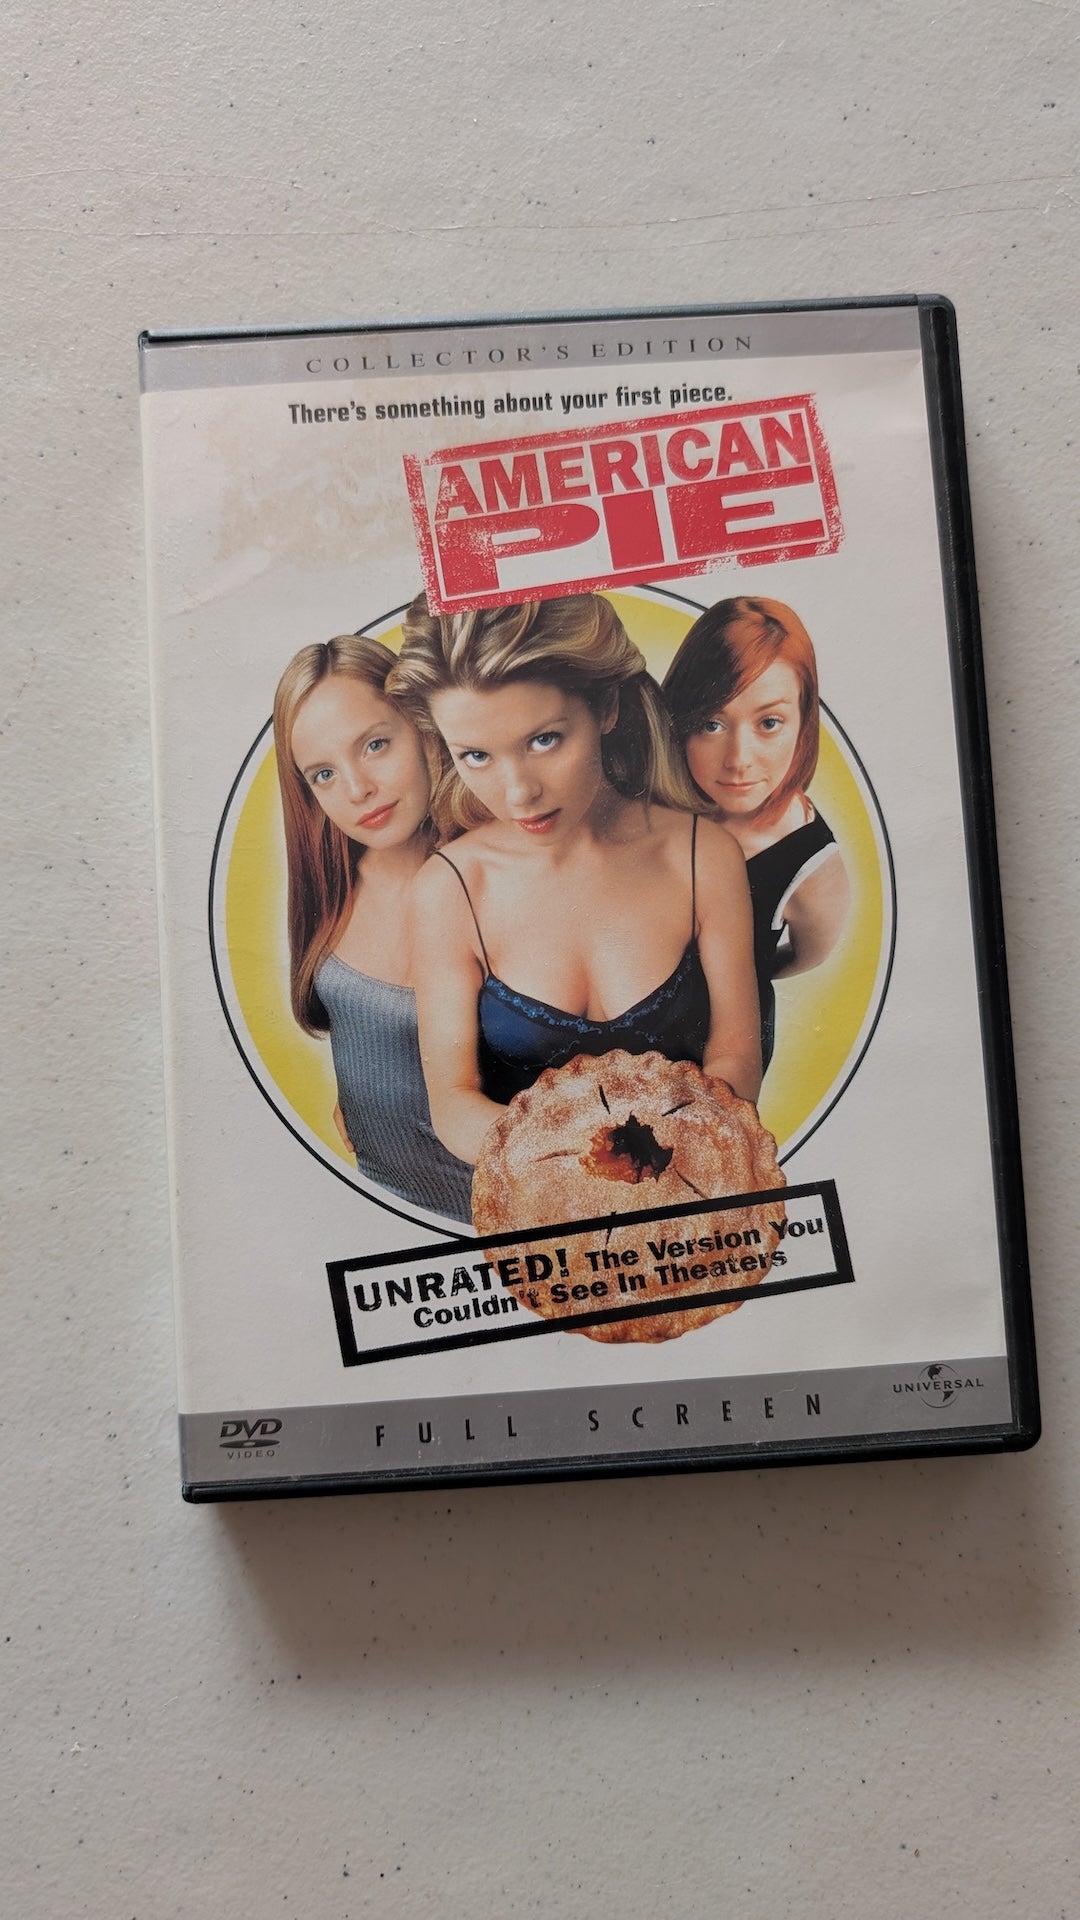 COLLECTOR'S EDITION
There's something about your first piece.
AMERICAN
PIE
UNRATED! The Version You
Couldn't See In Theaters
DVD
VIDEO
FULL SCREEN
UNIVERSAL